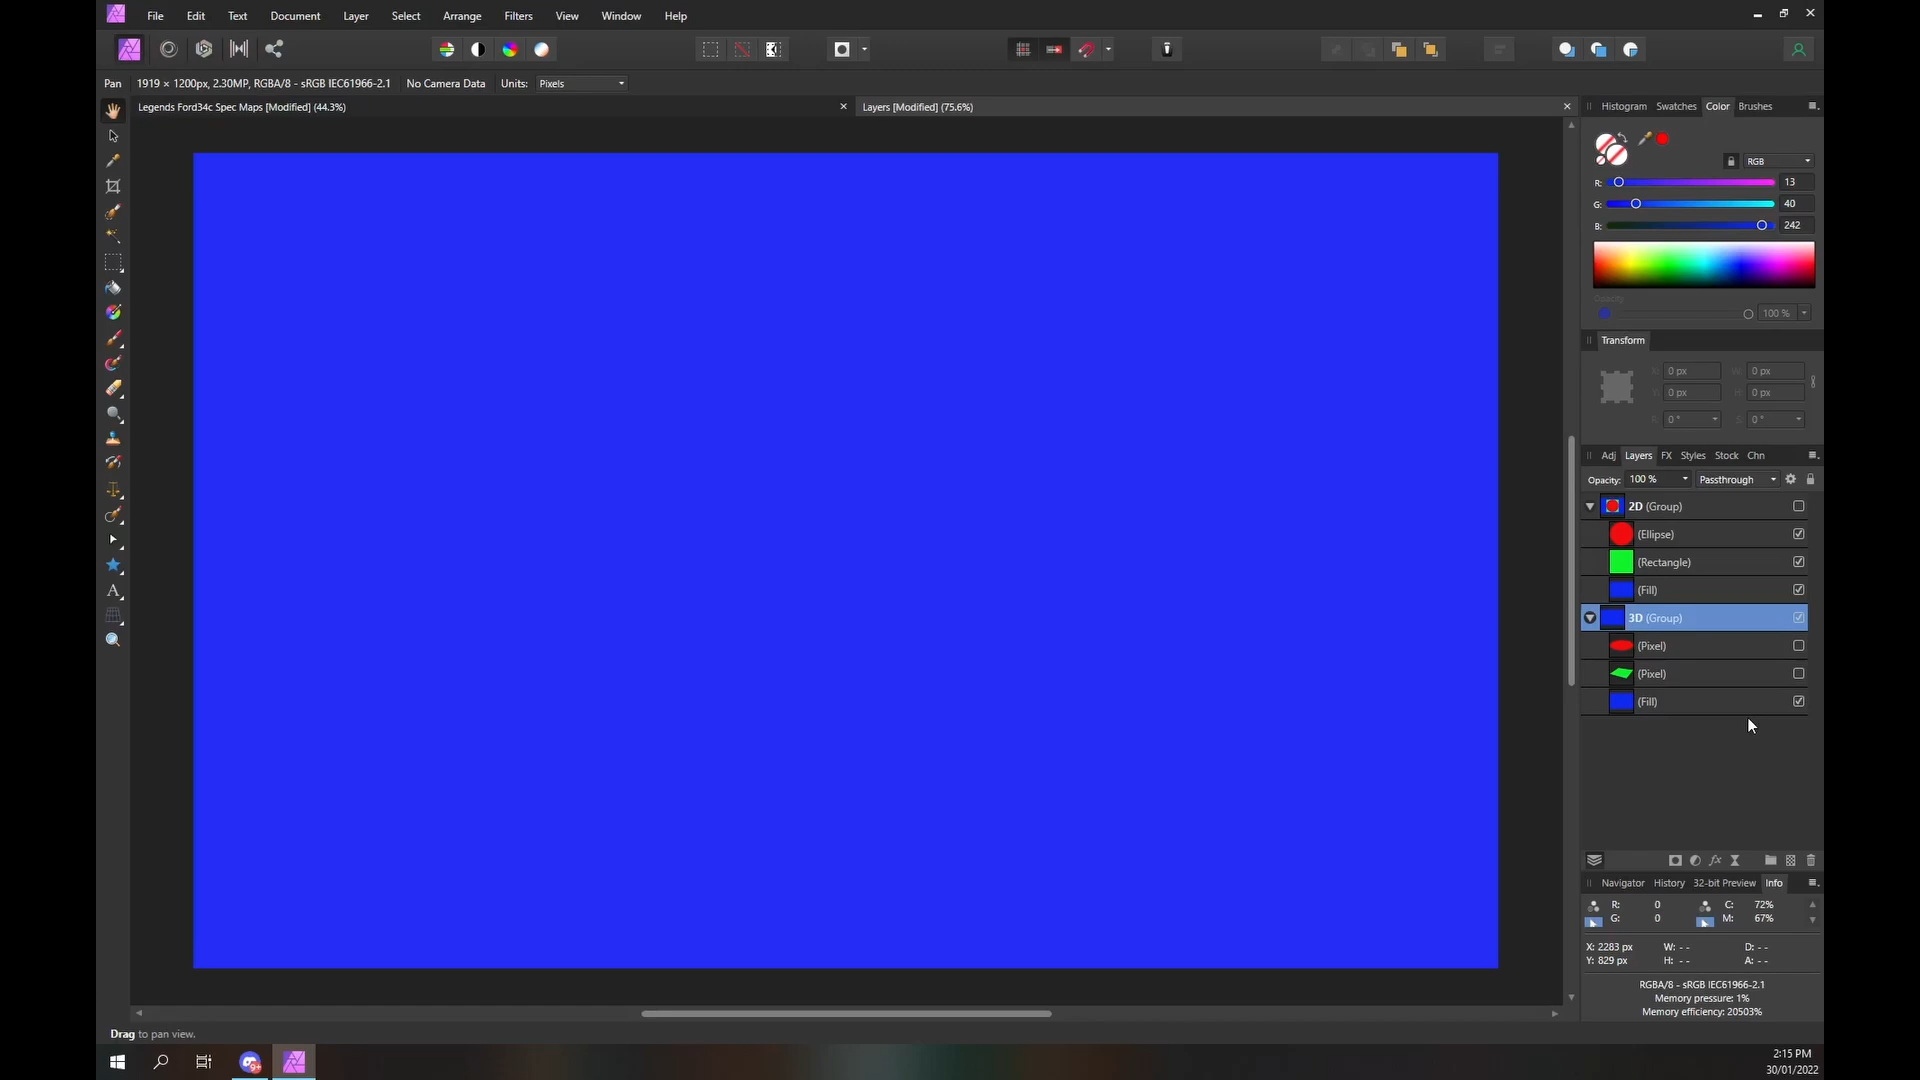 File Edit Text Document Layer Select Arrange Filters View Window Help
Pan 1919 × 1200px, 2.30MP, RGBA/8 - sRGB IEC61966-2.1 No Camera Data Units: Pixels
Legends Ford34c Spec Maps [Modified] (44.3%)
Layers [Modified] (75.6%)
Histogram Swatches Color Brushes
RGB
R: 13
G: 40
B: 242
Opacity
100 %
Transform
X: 0 px W: 0 px
Y: 0 px H: 0 px
R: 0 ° S: 0 °
Adj Layers FX Styles Stock Chn
Opacity: 100 % Passthrough
2D (Group)
(Ellipse)
(Rectangle)
(Fill)
3D (Group)
(Pixel)
(Pixel)
(Fill)
fx
Navigator History 32-bit Preview Info
R: 0 C: 72%
G: 0 M: 67%
X: 2283 px W: - - D: - -
Y: 829 px H: - - A: - -
RGBA/8 - sRGB IEC61966-2.1
Memory pressure: 1%
Memory efficiency: 20503%
Drag to pan view.
9+
2:15 PM
30/01/2022